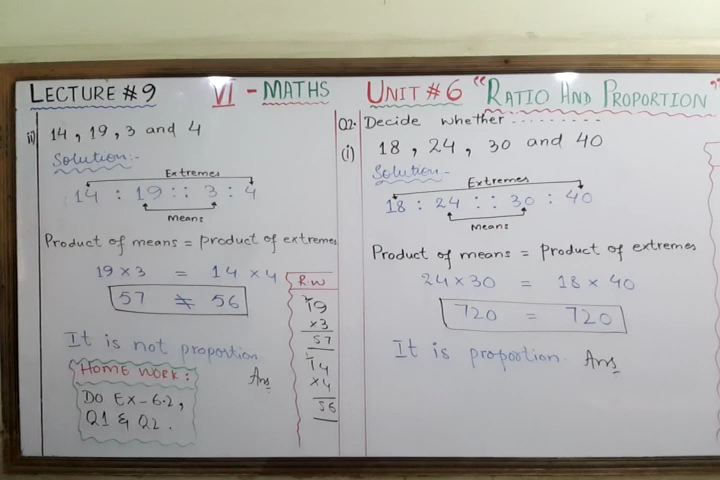 LECTURE # 9 VI - MATHS UNIT # 6 "RATIO AND PROPORTION"
ii) 14 , 19 , 3 and 4
Solution:-
Extremes
14 : 19 :: 3 : 4
Means
Product of means = product of extremes
19 × 3 = 14 × 4
57 ≠ 56
It is not proportion.
Ans
HOME WORK:
DO EX - 6.2,
Q1 & Q2.
R.W
19
×3
57
14
×4
56
Q2. Decide whether ..........
(i) 18 , 24 , 30 and 40
Solution:-
Extremes
18 : 24 :: 30 : 40
Means
Product of means = product of extremes
24 × 30 = 18 × 40
720 = 720
It is proportion. Ans